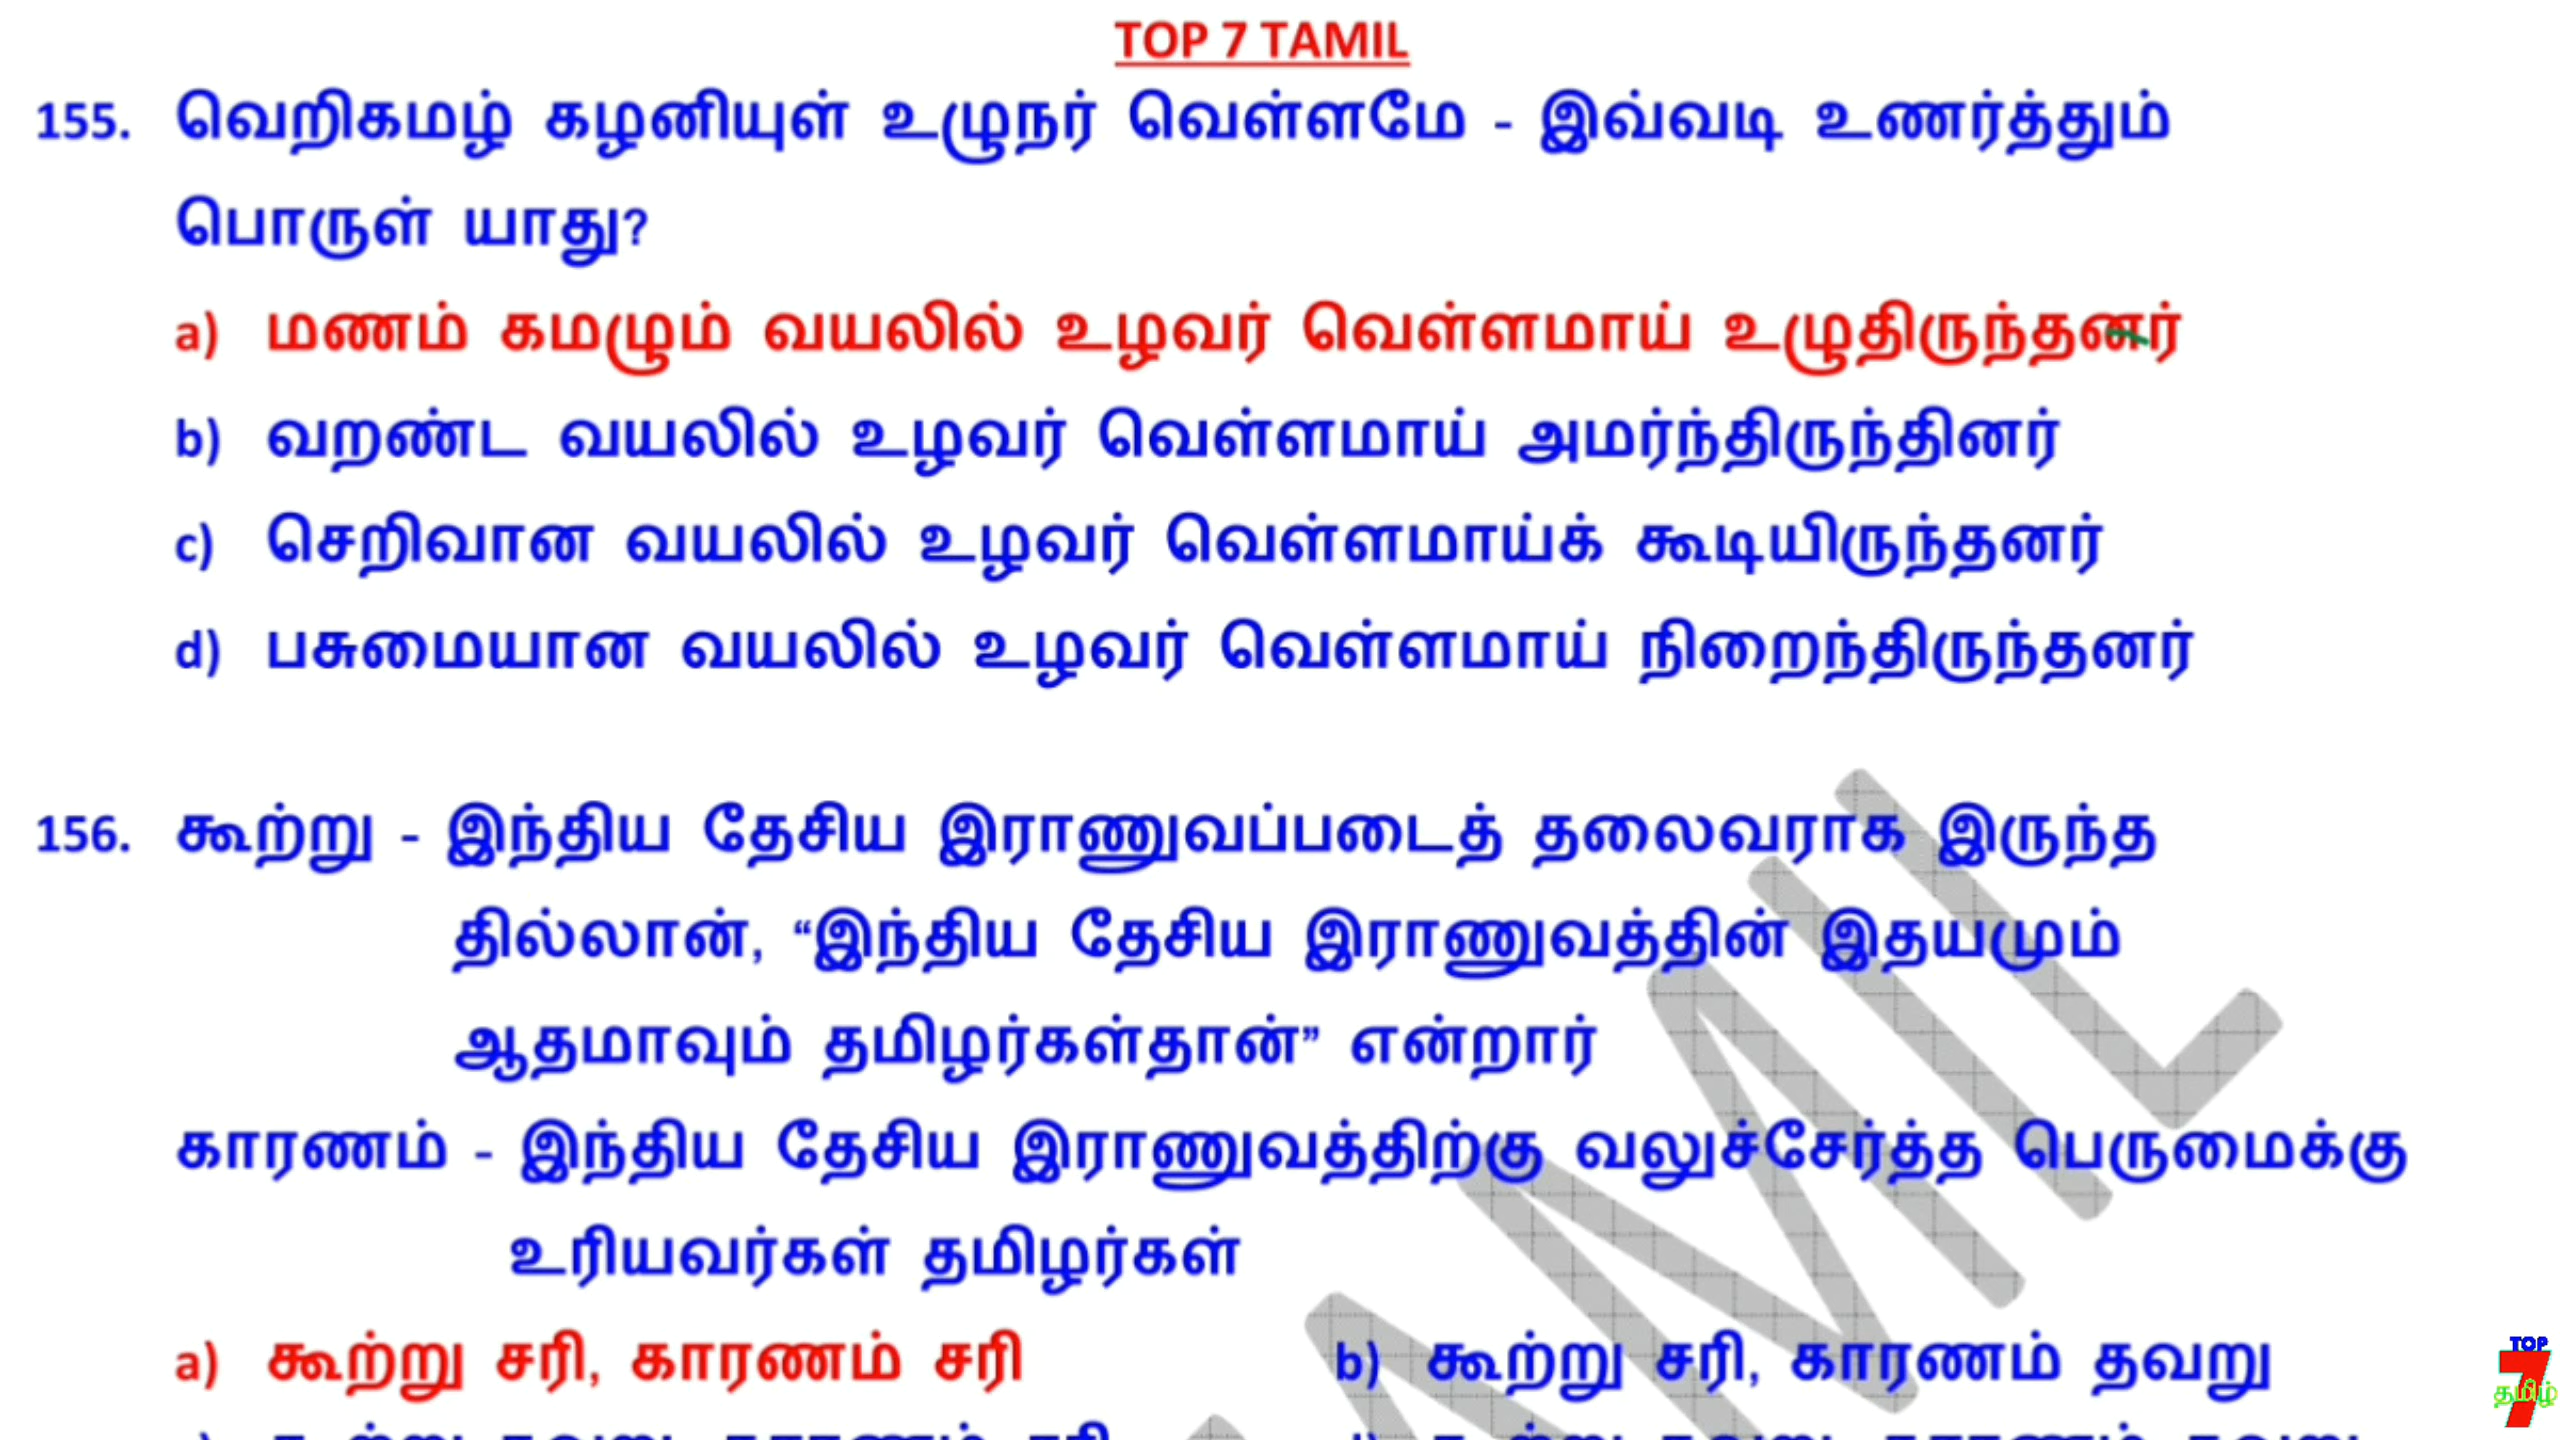 TOP 7 TAMIL
155. வெறிகமழ் கழனியுள் உழுநர் வெள்ளமே - இவ்வடி உணர்த்தும்
பொருள் யாது?
a) மணம் கமழும் வயலில் உழவர் வெள்ளமாய் உழுதிருந்தனர்
b) வறண்ட வயலில் உழவர் வெள்ளமாய் அமர்ந்திருந்தினர்
c) செறிவான வயலில் உழவர் வெள்ளமாய்க் கூடியிருந்தனர்
d) பசுமையான வயலில் உழவர் வெள்ளமாய் நிறைந்திருந்தனர்
156. கூற்று - இந்திய தேசிய இராணுவப்படைத் தலைவராக இருந்த
தில்லான், “இந்திய தேசிய இராணுவத்தின் இதயமும்
ஆதமாவும் தமிழர்கள்தான்” என்றார்
காரணம் - இந்திய தேசிய இராணுவத்திற்கு வலுச்சேர்த்த பெருமைக்கு
உரியவர்கள் தமிழர்கள்
a) கூற்று சரி, காரணம் சரி b) கூற்று சரி, காரணம் தவறு
TOP
7
தமிழ்